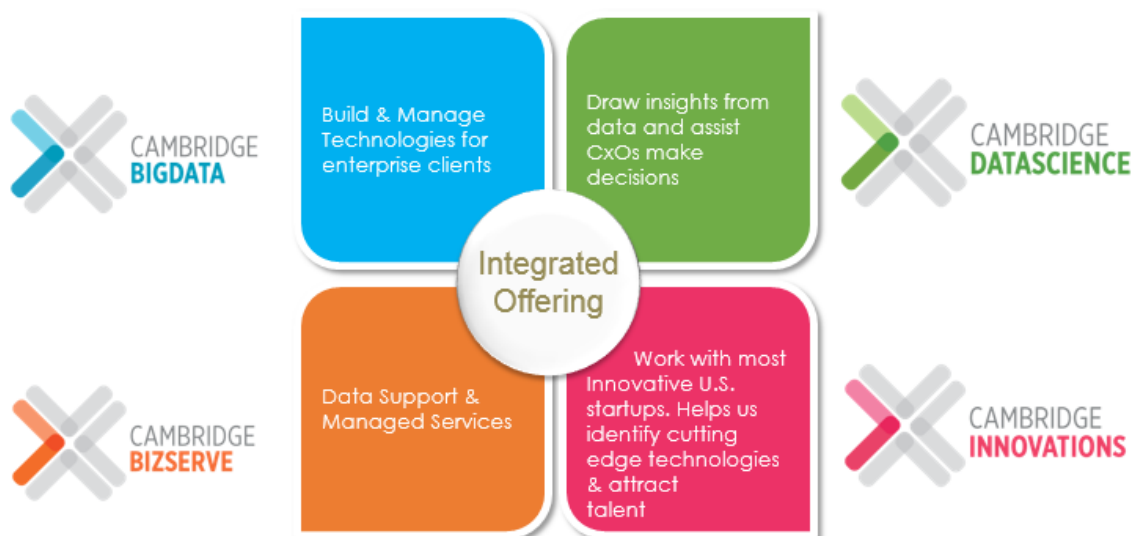 CAMBRIDGE
BIGDATA
Build & Manage
Technologies for
enterprise clients
Draw insights from
data and assist
CxOs make
decisions
CAMBRIDGE
DATASCIENCE
Integrated
Offering
CAMBRIDGE
BIZSERVE
Data Support &
Managed Services
Work with most
Innovative U.S.
startups. Helps us
identify cutting
edge technologies
& attract
talent
CAMBRIDGE
INNOVATIONS